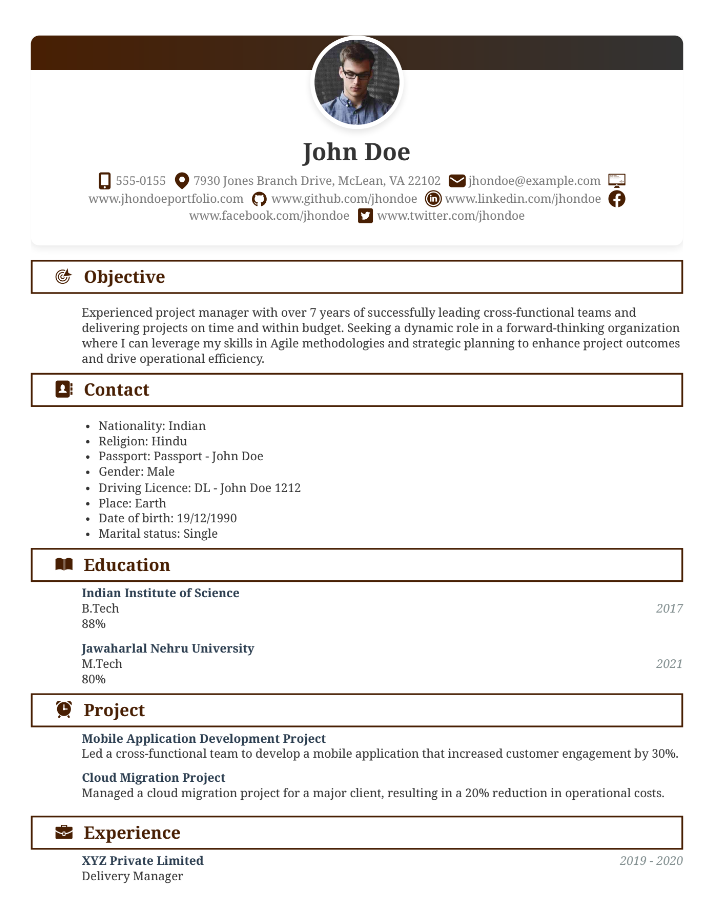 John Doe
555-0155 7930 Jones Branch Drive, McLean, VA 22102 jhondoe@example.com
www.jhondoeportfolio.com www.github.com/jhondoe www.linkedin.com/jhondoe
www.facebook.com/jhondoe www.twitter.com/jhondoe
Objective
Experienced project manager with over 7 years of successfully leading cross-functional teams and
delivering projects on time and within budget. Seeking a dynamic role in a forward-thinking organization
where I can leverage my skills in Agile methodologies and strategic planning to enhance project outcomes
and drive operational efficiency.
Contact
• Nationality: Indian
• Religion: Hindu
• Passport: Passport - John Doe
• Gender: Male
• Driving Licence: DL - John Doe 1212
• Place: Earth
• Date of birth: 19/12/1990
• Marital status: Single
Education
Indian Institute of Science
B.Tech 2017
88%
Jawaharlal Nehru University
M.Tech 2021
80%
Project
Mobile Application Development Project
Led a cross-functional team to develop a mobile application that increased customer engagement by 30%.
Cloud Migration Project
Managed a cloud migration project for a major client, resulting in a 20% reduction in operational costs.
Experience
XYZ Private Limited 2019 - 2020
Delivery Manager